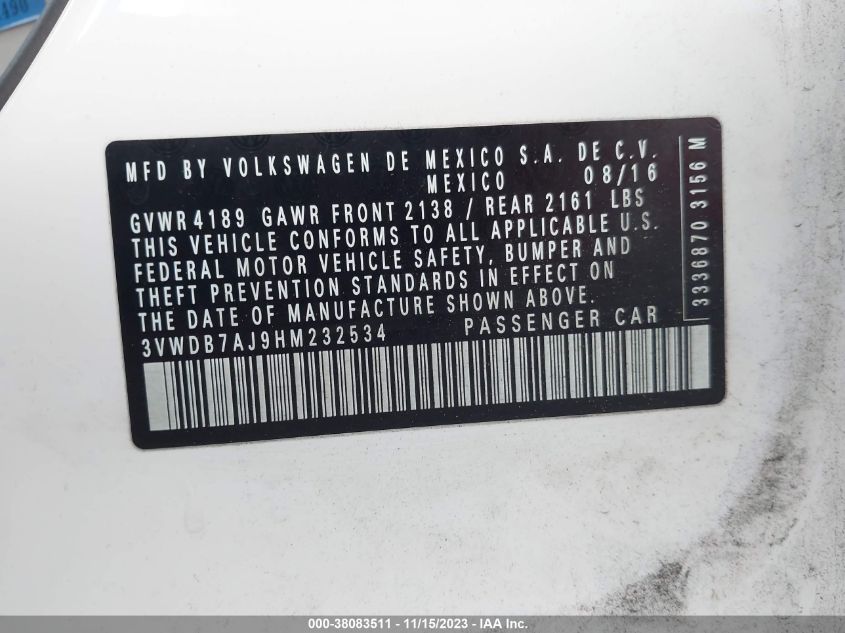 490
MFD BY VOLKSWAGEN DE MEXICO S.A. DE C.V.
MEXICO 08/16
GVWR 4189 GAWR FRONT 2138 / REAR 2161 LBS
THIS VEHICLE CONFORMS TO ALL APPLICABLE U.S.
FEDERAL MOTOR VEHICLE SAFETY, BUMPER AND
THEFT PREVENTION STANDARDS IN EFFECT ON
THE DATE OF MANUFACTURE SHOWN ABOVE.
3VWDB7AJ9HM232534 PASSENGER CAR
3336870 3156 M
000-38083511 - 11/15/2023 - IAA Inc.